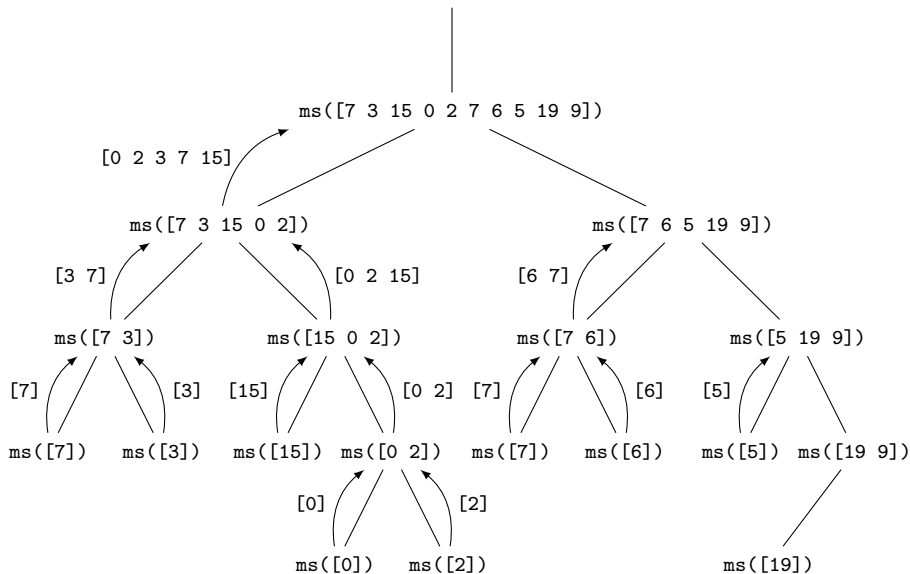 ms([7 3 15 0 2 7 6 5 19 9])
[0 2 3 7 15]
ms([7 3 15 0 2])
ms([7 6 5 19 9])
[3 7]
[0 2 15]
[6 7]
ms([7 3])
ms([15 0 2])
ms([7 6])
ms([5 19 9])
[7]
[3]
[15]
[0 2]
[7]
[6]
[5]
ms([7])
ms([3])
ms([15])
ms([0 2])
ms([7])
ms([6])
ms([5])
ms([19 9])
[0]
[2]
ms([0])
ms([2])
ms([19])